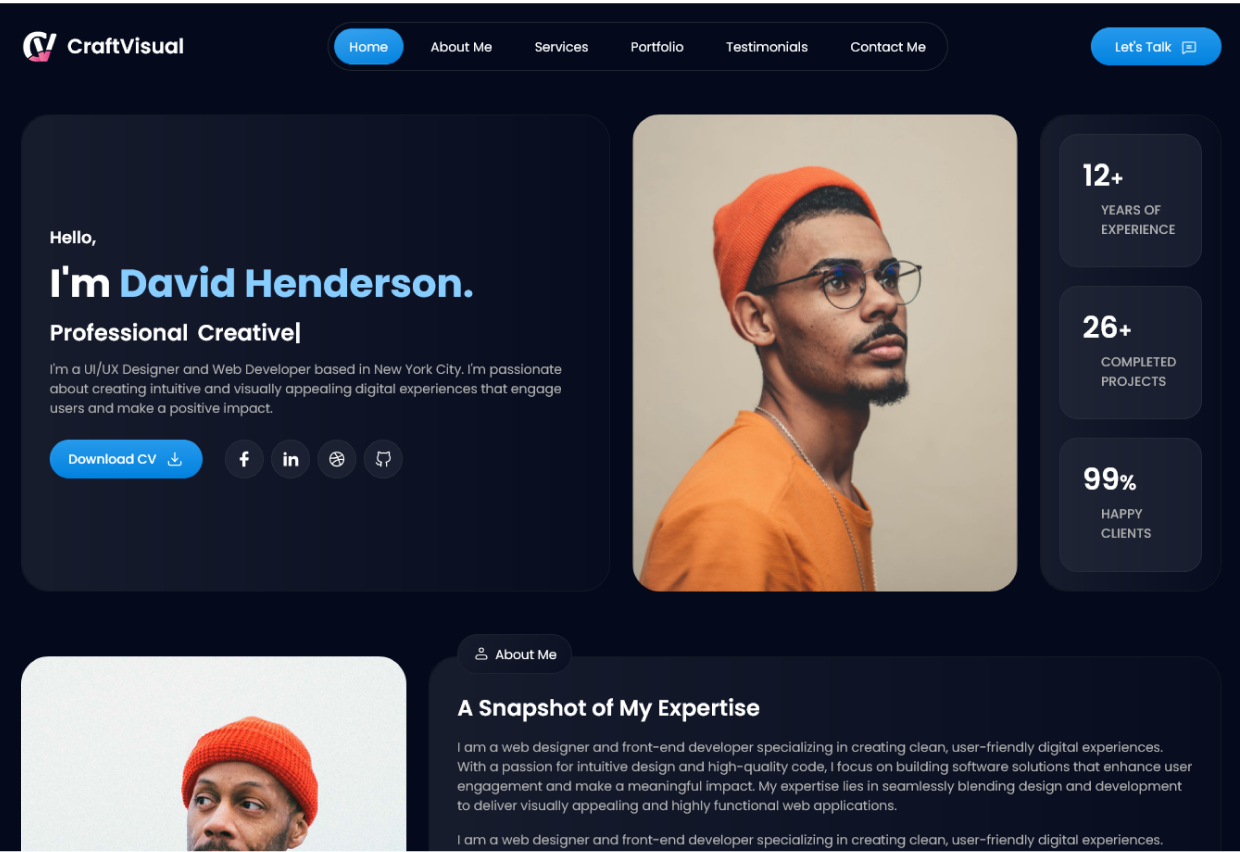 CraftVisual
Home
About Me
Services
Portfolio
Testimonials
Contact Me
Let's Talk
Hello,
I'm David Henderson.
Professional Creative|
I'm a UI/UX Designer and Web Developer based in New York City. I'm passionate
about creating intuitive and visually appealing digital experiences that engage
users and make a positive impact.
Download CV
12+
YEARS OF
EXPERIENCE
26+
COMPLETED
PROJECTS
99%
HAPPY
CLIENTS
About Me
A Snapshot of My Expertise
I am a web designer and front-end developer specializing in creating clean, user-friendly digital experiences.
With a passion for intuitive design and high-quality code, I focus on building software solutions that enhance user
engagement and make a meaningful impact. My expertise lies in seamlessly blending design and development
to deliver visually appealing and highly functional web applications.
I am a web designer and front-end developer specializing in creating clean, user-friendly digital experiences.